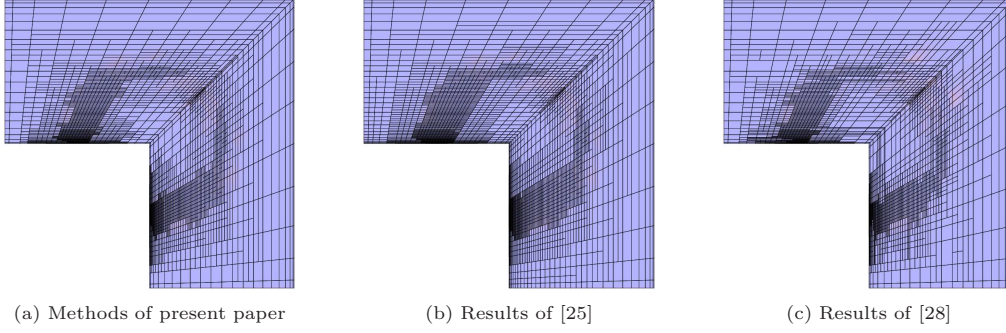 (a) Methods of present paper
(b) Results of [25]
(c) Results of [28]